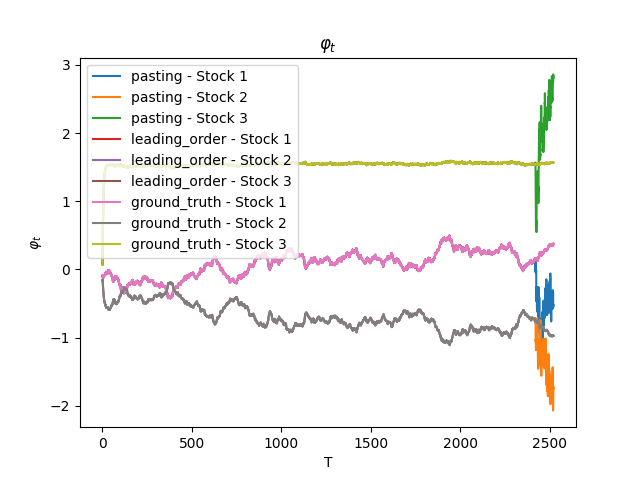 φt
3
2
1
0
−1
−2
φt
pasting - Stock 1
pasting - Stock 2
pasting - Stock 3
leading_order - Stock 1
leading_order - Stock 2
leading_order - Stock 3
ground_truth - Stock 1
ground_truth - Stock 2
ground_truth - Stock 3
0 500 1000 1500 2000 2500
T